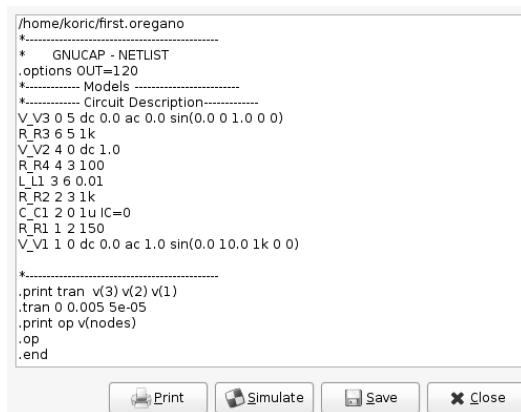 /home/koric/first.oregano
*----------------------------------------------
* GNUCAP - NETLIST
.options OUT=120
*------------- Models -------------------------
*------------- Circuit Description-------------
V_V3 0 5 dc 0.0 ac 0.0 sin(0.0 0 1.0 0 0)
R_R3 6 5 1k
V_V2 4 0 dc 1.0
R_R4 4 3 100
L_L1 3 6 0.01
R_R2 2 3 1k
C_C1 2 0 1u IC=0
R_R1 1 2 150
V_V1 1 0 dc 0.0 ac 1.0 sin(0.0 10.0 1k 0 0)
*----------------------------------------------
.print tran v(3) v(2) v(1)
.tran 0 0.005 5e-05
.print op v(nodes)
.op
.end
Print Simulate Save Close